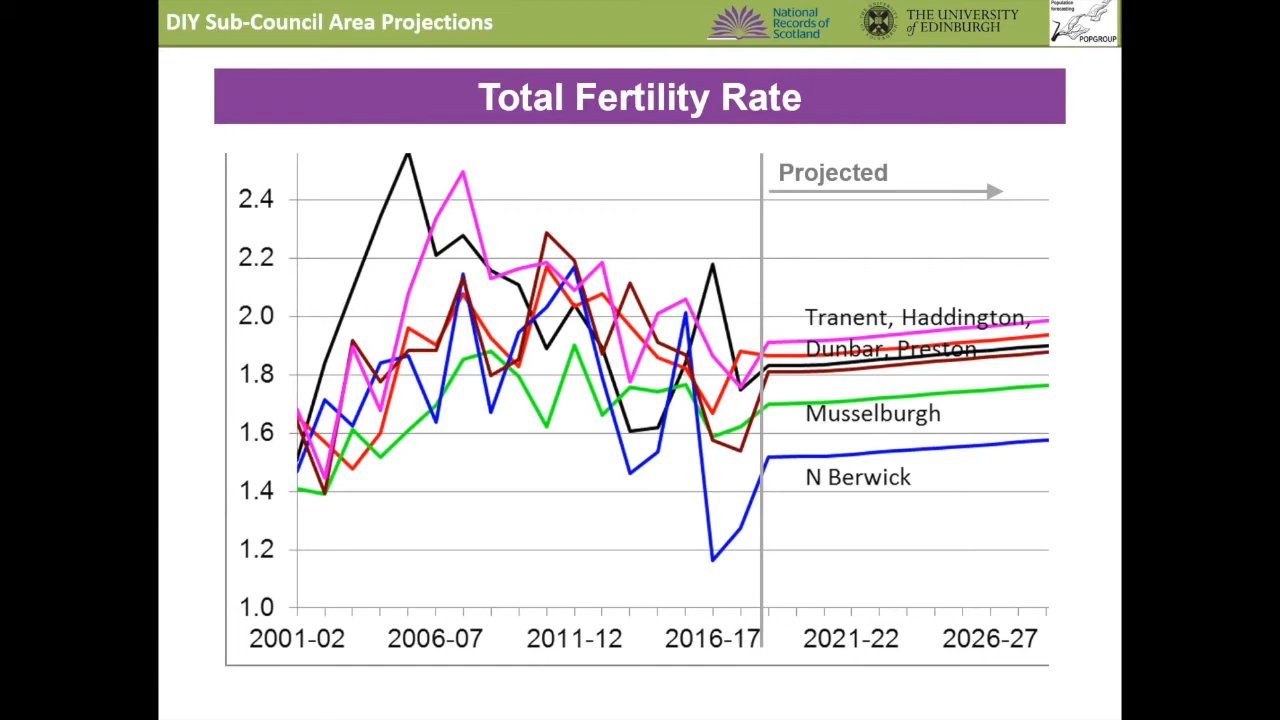 DIY Sub-Council Area Projections
National
Records of
Scotland
THE UNIVERSITY
of EDINBURGH
Population
forecasting
POPGROUP
Total Fertility Rate
Projected
2.4
2.2
2.0
1.8
1.6
1.4
1.2
1.0
Tranent, Haddington,
Dunbar, Preston
Musselburgh
N Berwick
2001-02 2006-07 2011-12 2016-17 2021-22 2026-27